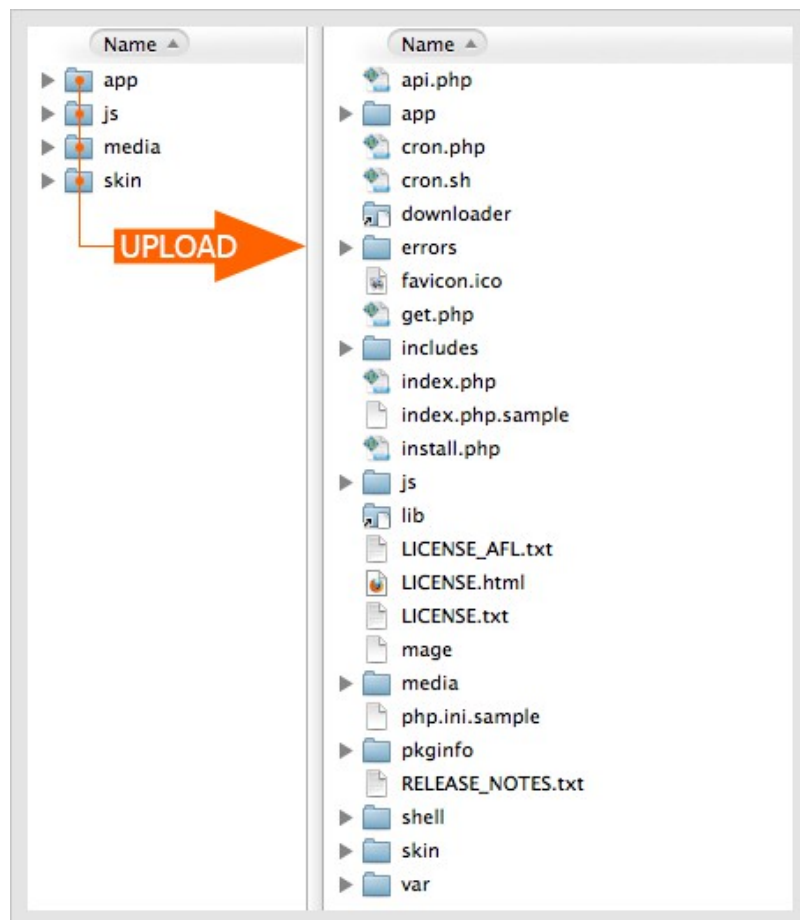 Name
app
js
media
skin
UPLOAD
Name
api.php
app
cron.php
cron.sh
downloader
errors
favicon.ico
get.php
includes
index.php
index.php.sample
install.php
js
lib
LICENSE_AFL.txt
LICENSE.html
LICENSE.txt
mage
media
php.ini.sample
pkginfo
RELEASE_NOTES.txt
shell
skin
var